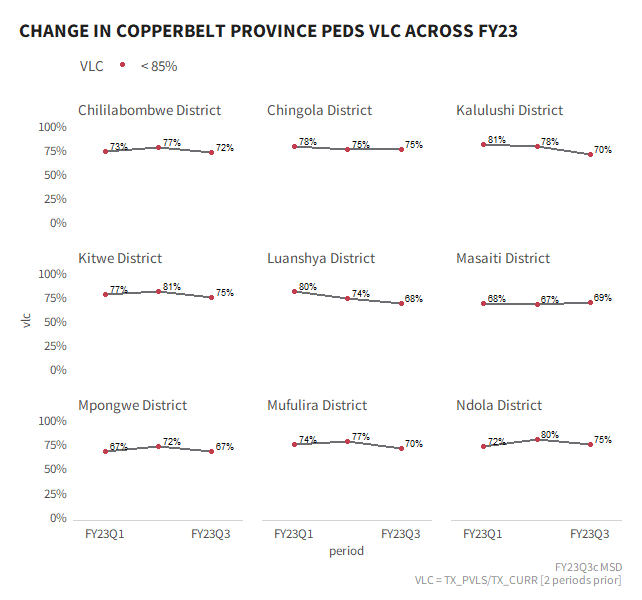 CHANGE IN COPPERBELT PROVINCE PEDS VLC ACROSS FY23
VLC < 85%
Chililabombwe District Chingola District Kalulushi District
100%
75%
50%
25%
0%
73% 77% 72%
78% 75% 75%
81% 78% 70%
Kitwe District Luanshya District Masaiti District
vlc
100%
75%
50%
25%
0%
77% 81% 75%
80% 74% 68%
68% 67% 69%
Mpongwe District Mufulira District Ndola District
100%
75%
50%
25%
0%
67% 72% 67%
74% 77% 70%
72% 80% 75%
FY23Q1 FY23Q3 FY23Q1 FY23Q3 FY23Q1 FY23Q3
period
FY23Q3c MSD
VLC = TX_PVLS/TX_CURR [2 periods prior]